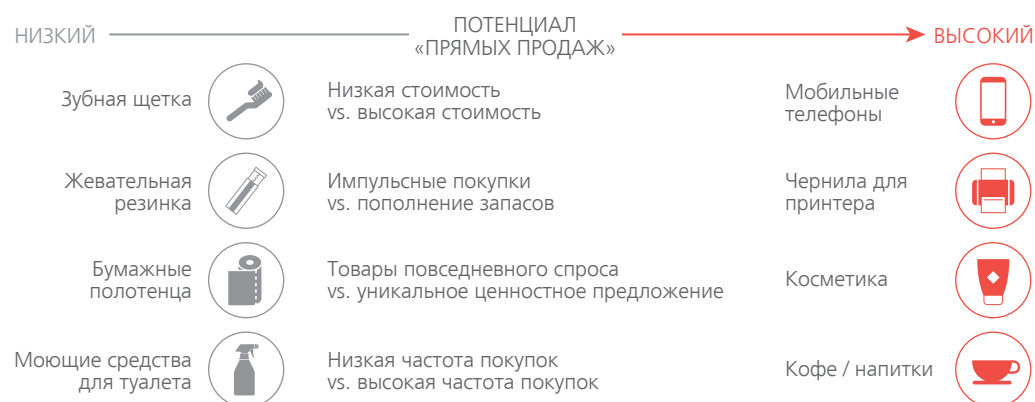 НИЗКИЙ
ПОТЕНЦИАЛ
«ПРЯМЫХ ПРОДАЖ»
ВЫСОКИЙ
Зубная щетка
Низкая стоимость
vs. высокая стоимость
Мобильные
телефоны
Жевательная
резинка
Импульсные покупки
vs. пополнение запасов
Чернила для
принтера
Бумажные
полотенца
Товары повседневного спроса
vs. уникальное ценностное предложение
Косметика
Моющие средства
для туалета
Низкая частота покупок
vs. высокая частота покупок
Кофе / напитки